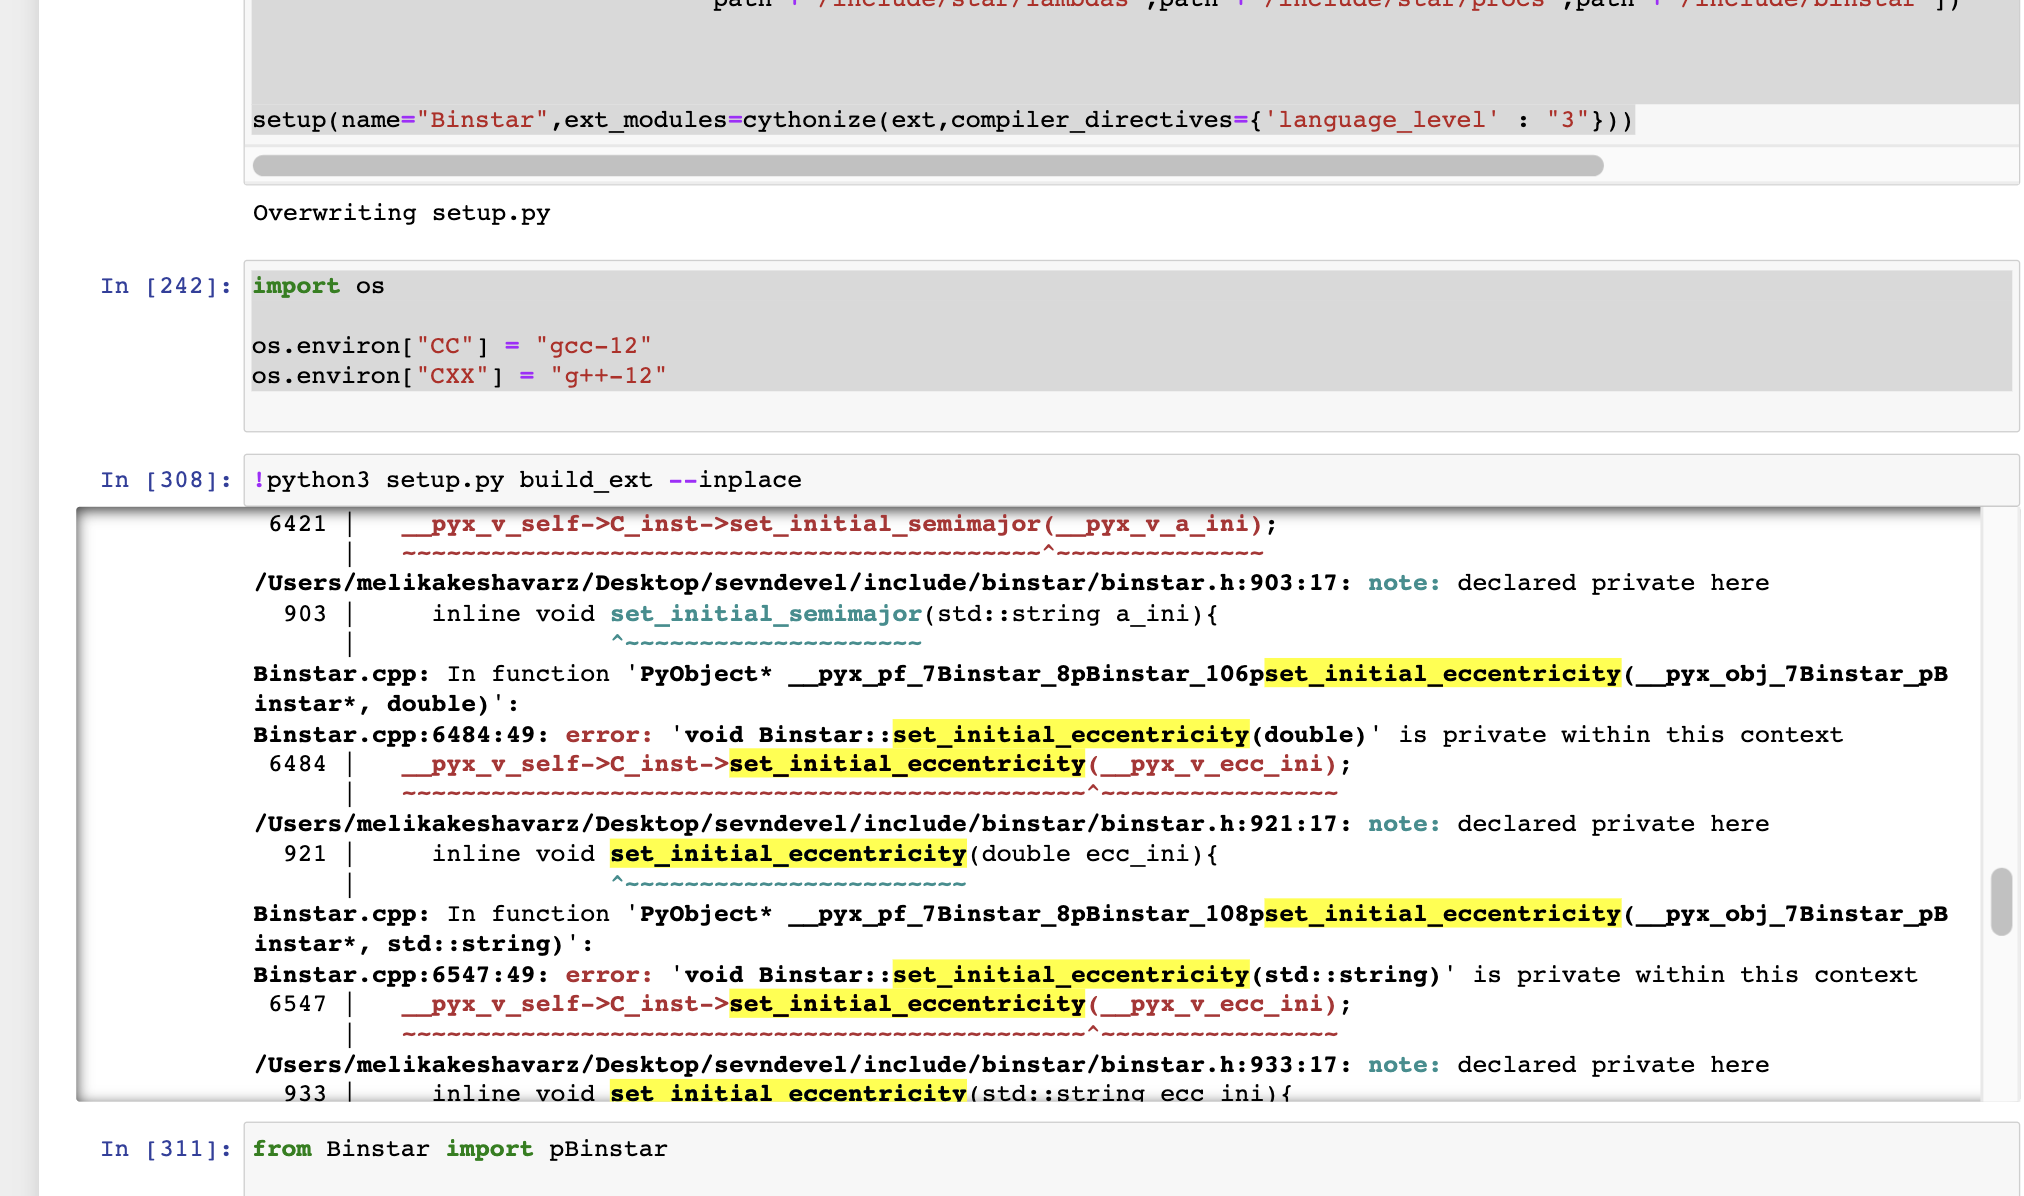 path + "/include/star/lambdas",path + "/include/star/procs",path + "/include/binstar"])
setup(name="Binstar",ext_modules=cythonize(ext,compiler_directives={'language_level' : "3"}))
Overwriting setup.py
In [242]: import os
os.environ["CC"] = "gcc-12"
os.environ["CXX"] = "g++-12"
In [308]: !python3 setup.py build_ext --inplace
6421 |   __pyx_v_self->C_inst->set_initial_semimajor(__pyx_v_a_ini);
|   ~~~~~~~~~~~~~~~~~~~~~~~~~~~~~~~~~~~~~~~~~~~^~~~~~~~~~~~~~~
/Users/melikakeshavarz/Desktop/sevndevel/include/binstar/binstar.h:903:17: note: declared private here
903 |     inline void set_initial_semimajor(std::string a_ini){
|                 ^~~~~~~~~~~~~~~~~~~~~
Binstar.cpp: In function 'PyObject* __pyx_pf_7Binstar_8pBinstar_106pset_initial_eccentricity(__pyx_obj_7Binstar_pB
instar*, double)':
Binstar.cpp:6484:49: error: 'void Binstar::set_initial_eccentricity(double)' is private within this context
6484 |   __pyx_v_self->C_inst->set_initial_eccentricity(__pyx_v_ecc_ini);
|   ~~~~~~~~~~~~~~~~~~~~~~~~~~~~~~~~~~~~~~~~~~~~~~^~~~~~~~~~~~~~~~~
/Users/melikakeshavarz/Desktop/sevndevel/include/binstar/binstar.h:921:17: note: declared private here
921 |     inline void set_initial_eccentricity(double ecc_ini){
|                 ^~~~~~~~~~~~~~~~~~~~~~~~
Binstar.cpp: In function 'PyObject* __pyx_pf_7Binstar_8pBinstar_108pset_initial_eccentricity(__pyx_obj_7Binstar_pB
instar*, std::string)':
Binstar.cpp:6547:49: error: 'void Binstar::set_initial_eccentricity(std::string)' is private within this context
6547 |   __pyx_v_self->C_inst->set_initial_eccentricity(__pyx_v_ecc_ini);
|   ~~~~~~~~~~~~~~~~~~~~~~~~~~~~~~~~~~~~~~~~~~~~~~^~~~~~~~~~~~~~~~~
/Users/melikakeshavarz/Desktop/sevndevel/include/binstar/binstar.h:933:17: note: declared private here
933 |     inline void set_initial_eccentricity(std::string ecc_ini){
In [311]: from Binstar import pBinstar